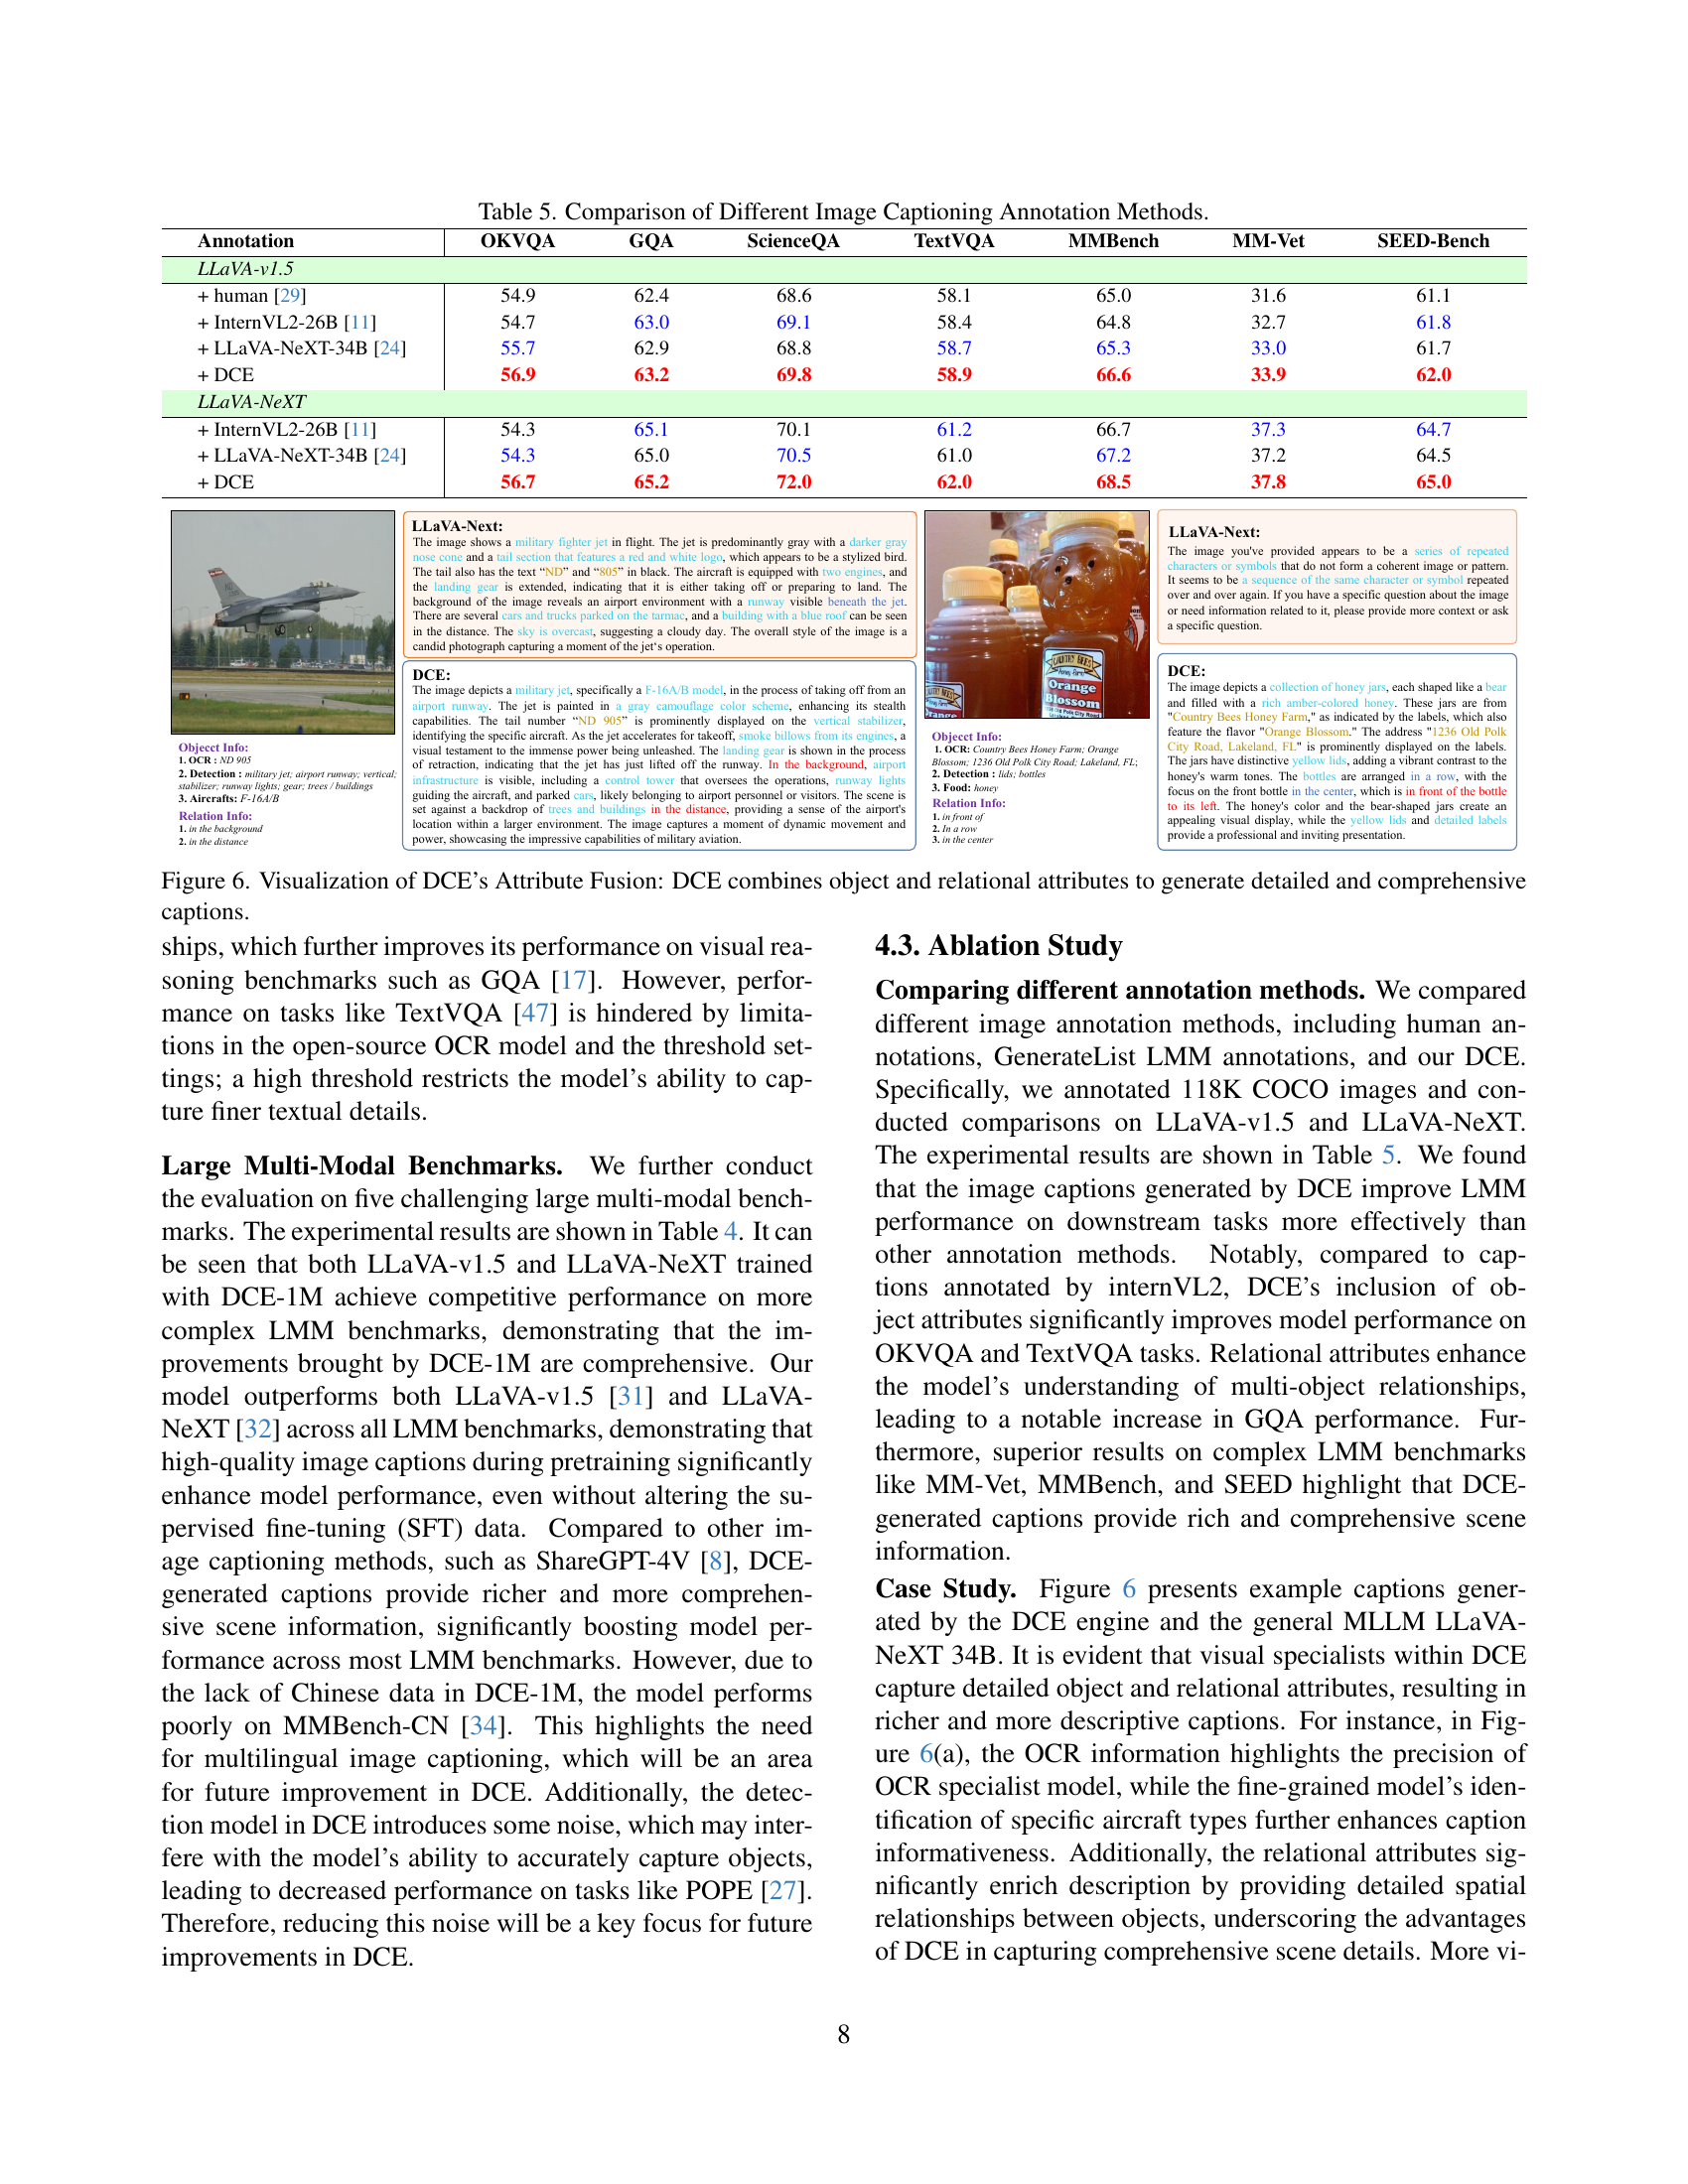 Table 5. Comparison of Different Image Captioning Annotation Methods.
Annotation OKVQA GQA ScienceQA TextVQA MMBench MM-Vet SEED-Bench
LLaVA-v1.5
+ human [29] 54.9 62.4 68.6 58.1 65.0 31.6 61.1
+ InternVL2-26B [11] 54.7 63.0 69.1 58.4 64.8 32.7 61.8
+ LLaVA-NeXT-34B [24] 55.7 62.9 68.8 58.7 65.3 33.0 61.7
+ DCE 56.9 63.2 69.8 58.9 66.6 33.9 62.0
LLaVA-NeXT
+ InternVL2-26B [11] 54.3 65.1 70.1 61.2 66.7 37.3 64.7
+ LLaVA-NeXT-34B [24] 54.3 65.0 70.5 61.0 67.2 37.2 64.5
+ DCE 56.7 65.2 72.0 62.0 68.5 37.8 65.0
Objecct Info:
1. OCR : ND 905
2. Detection : military jet; airport runway; vertical;
stabilizer; runway lights; gear; trees / buildings
3. Aircrafts: F-16A/B
Relation Info:
1. in the background
2. in the distance
LLaVA-Next:
The image shows a military fighter jet in flight. The jet is predominantly gray with a darker gray
nose cone and a tail section that features a red and white logo, which appears to be a stylized bird.
The tail also has the text “ND” and “805” in black. The aircraft is equipped with two engines, and
the landing gear is extended, indicating that it is either taking off or preparing to land. The
background of the image reveals an airport environment with a runway visible beneath the jet.
There are several cars and trucks parked on the tarmac, and a building with a blue roof can be seen
in the distance. The sky is overcast, suggesting a cloudy day. The overall style of the image is a
candid photograph capturing a moment of the jet's operation.
DCE:
The image depicts a military jet, specifically a F-16A/B model, in the process of taking off from an
airport runway. The jet is painted in a gray camouflage color scheme, enhancing its stealth
capabilities. The tail number “ND 905” is prominently displayed on the vertical stabilizer,
identifying the specific aircraft. As the jet accelerates for takeoff, smoke billows from its engines, a
visual testament to the immense power being unleashed. The landing gear is shown in the process
of retraction, indicating that the jet has just lifted off the runway. In the background, airport
infrastructure is visible, including a control tower that oversees the operations, runway lights
guiding the aircraft, and parked cars, likely belonging to airport personnel or visitors. The scene is
set against a backdrop of trees and buildings in the distance, providing a sense of the airport's
location within a larger environment. The image captures a moment of dynamic movement and
power, showcasing the impressive capabilities of military aviation.
COUNTRY BEES
Orange
Blossom
Objecct Info:
1. OCR: Country Bees Honey Farm; Orange
Blossom; 1236 Old Polk City Road; Lakeland, FL;
2. Detection : lids; bottles
3. Food: honey
Relation Info:
1. in front of
2. In a row
3. in the center
LLaVA-Next:
The image you've provided appears to be a series of repeated
characters or symbols that do not form a coherent image or pattern.
It seems to be a sequence of the same character or symbol repeated
over and over again. If you have a specific question about the image
or need information related to it, please provide more context or ask
a specific question.
DCE:
The image depicts a collection of honey jars, each shaped like a bear
and filled with a rich amber-colored honey. These jars are from
"Country Bees Honey Farm," as indicated by the labels, which also
feature the flavor "Orange Blossom." The address "1236 Old Polk
City Road, Lakeland, FL" is prominently displayed on the labels.
The jars have distinctive yellow lids, adding a vibrant contrast to the
honey's warm tones. The bottles are arranged in a row, with the
focus on the front bottle in the center, which is in front of the bottle
to its left. The honey's color and the bear-shaped jars create an
appealing visual display, while the yellow lids and detailed labels
provide a professional and inviting presentation.
Figure 6. Visualization of DCE’s Attribute Fusion: DCE combines object and relational attributes to generate detailed and comprehensive
captions.
ships, which further improves its performance on visual rea-
soning benchmarks such as GQA [17]. However, perfor-
mance on tasks like TextVQA [47] is hindered by limita-
tions in the open-source OCR model and the threshold set-
tings; a high threshold restricts the model’s ability to cap-
ture finer textual details.
Large Multi-Modal Benchmarks. We further conduct
the evaluation on five challenging large multi-modal bench-
marks. The experimental results are shown in Table 4. It can
be seen that both LLaVA-v1.5 and LLaVA-NeXT trained
with DCE-1M achieve competitive performance on more
complex LMM benchmarks, demonstrating that the im-
provements brought by DCE-1M are comprehensive. Our
model outperforms both LLaVA-v1.5 [31] and LLaVA-
NeXT [32] across all LMM benchmarks, demonstrating that
high-quality image captions during pretraining significantly
enhance model performance, even without altering the su-
pervised fine-tuning (SFT) data. Compared to other im-
age captioning methods, such as ShareGPT-4V [8], DCE-
generated captions provide richer and more comprehen-
sive scene information, significantly boosting model per-
formance across most LMM benchmarks. However, due to
the lack of Chinese data in DCE-1M, the model performs
poorly on MMBench-CN [34]. This highlights the need
for multilingual image captioning, which will be an area
for future improvement in DCE. Additionally, the detec-
tion model in DCE introduces some noise, which may inter-
fere with the model’s ability to accurately capture objects,
leading to decreased performance on tasks like POPE [27].
Therefore, reducing this noise will be a key focus for future
improvements in DCE.
4.3. Ablation Study
Comparing different annotation methods. We compared
different image annotation methods, including human an-
notations, GenerateList LMM annotations, and our DCE.
Specifically, we annotated 118K COCO images and con-
ducted comparisons on LLaVA-v1.5 and LLaVA-NeXT.
The experimental results are shown in Table 5. We found
that the image captions generated by DCE improve LMM
performance on downstream tasks more effectively than
other annotation methods. Notably, compared to cap-
tions annotated by internVL2, DCE’s inclusion of ob-
ject attributes significantly improves model performance on
OKVQA and TextVQA tasks. Relational attributes enhance
the model’s understanding of multi-object relationships,
leading to a notable increase in GQA performance. Fur-
thermore, superior results on complex LMM benchmarks
like MM-Vet, MMBench, and SEED highlight that DCE-
generated captions provide rich and comprehensive scene
information.
Case Study. Figure 6 presents example captions gener-
ated by the DCE engine and the general MLLM LLaVA-
NeXT 34B. It is evident that visual specialists within DCE
capture detailed object and relational attributes, resulting in
richer and more descriptive captions. For instance, in Fig-
ure 6(a), the OCR information highlights the precision of
OCR specialist model, while the fine-grained model’s iden-
tification of specific aircraft types further enhances caption
informativeness. Additionally, the relational attributes sig-
nificantly enrich description by providing detailed spatial
relationships between objects, underscoring the advantages
of DCE in capturing comprehensive scene details. More vi-
8